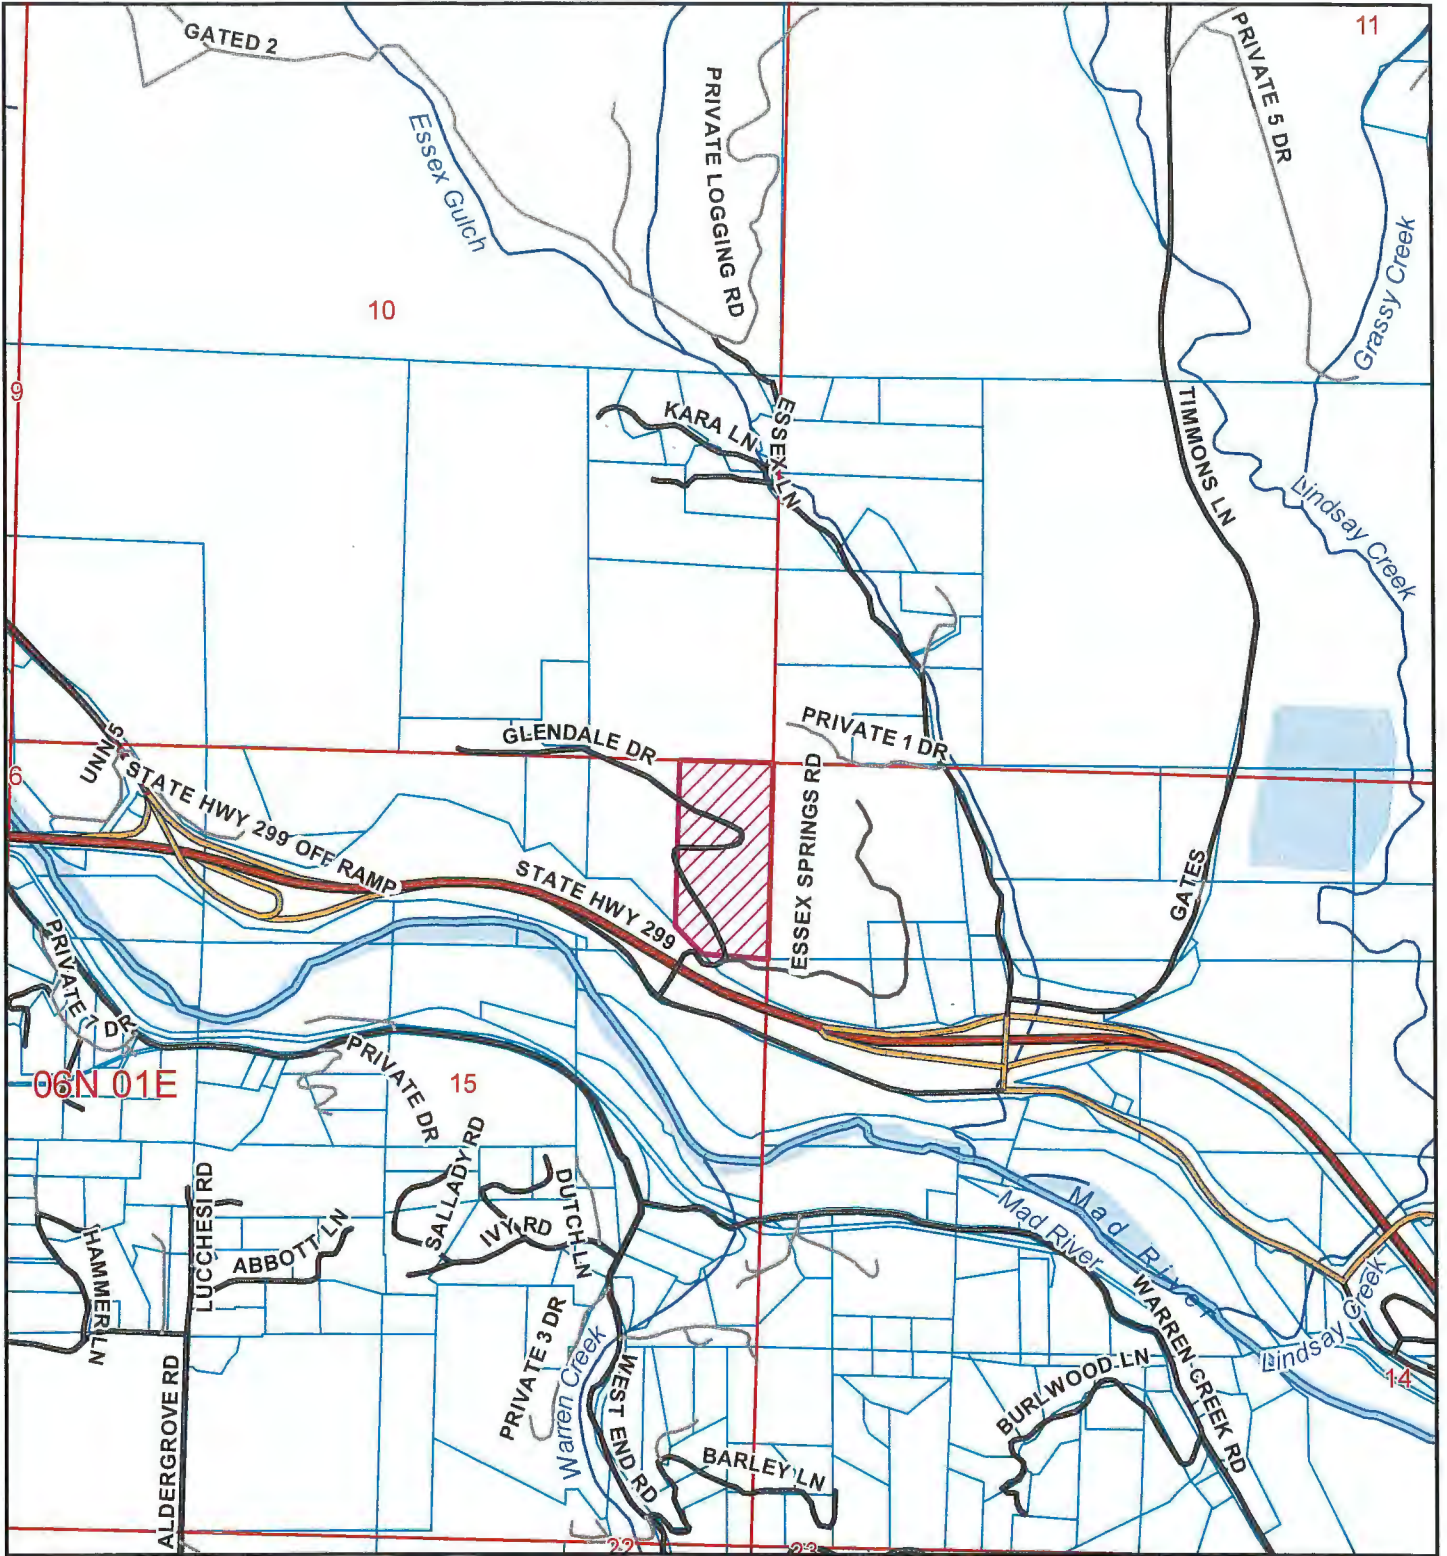 GATED 2
11
PRIVATE 5 DR
PRIVATE LOGGING RD
Essex Gulch
Grassy Creek
10
9
KARA LN
ESSEX LN
TIMMONS LN
Lindsay Creek
GLENDALE DR
PRIVATE 1 DR
UNN5
STATE HWY 299 OFF RAMP
STATE HWY 299
ESSEX SPRINGS RD
GATES
PRIVATE 7 DR
PRIVATE DR
06N 01E
15
SALLADY RD
DUTCH LN
IVY RD
LUCCHESI RD
ABBOTT LN
HAMMER LN
Mad River
Mad River
WARREN CREEK RD
Lindsay Creek
14
PRIVATE 3 DR
Warren Creek
WEST END RD
BURLWOOD LN
ALDERGROVE RD
BARLEY LN
22